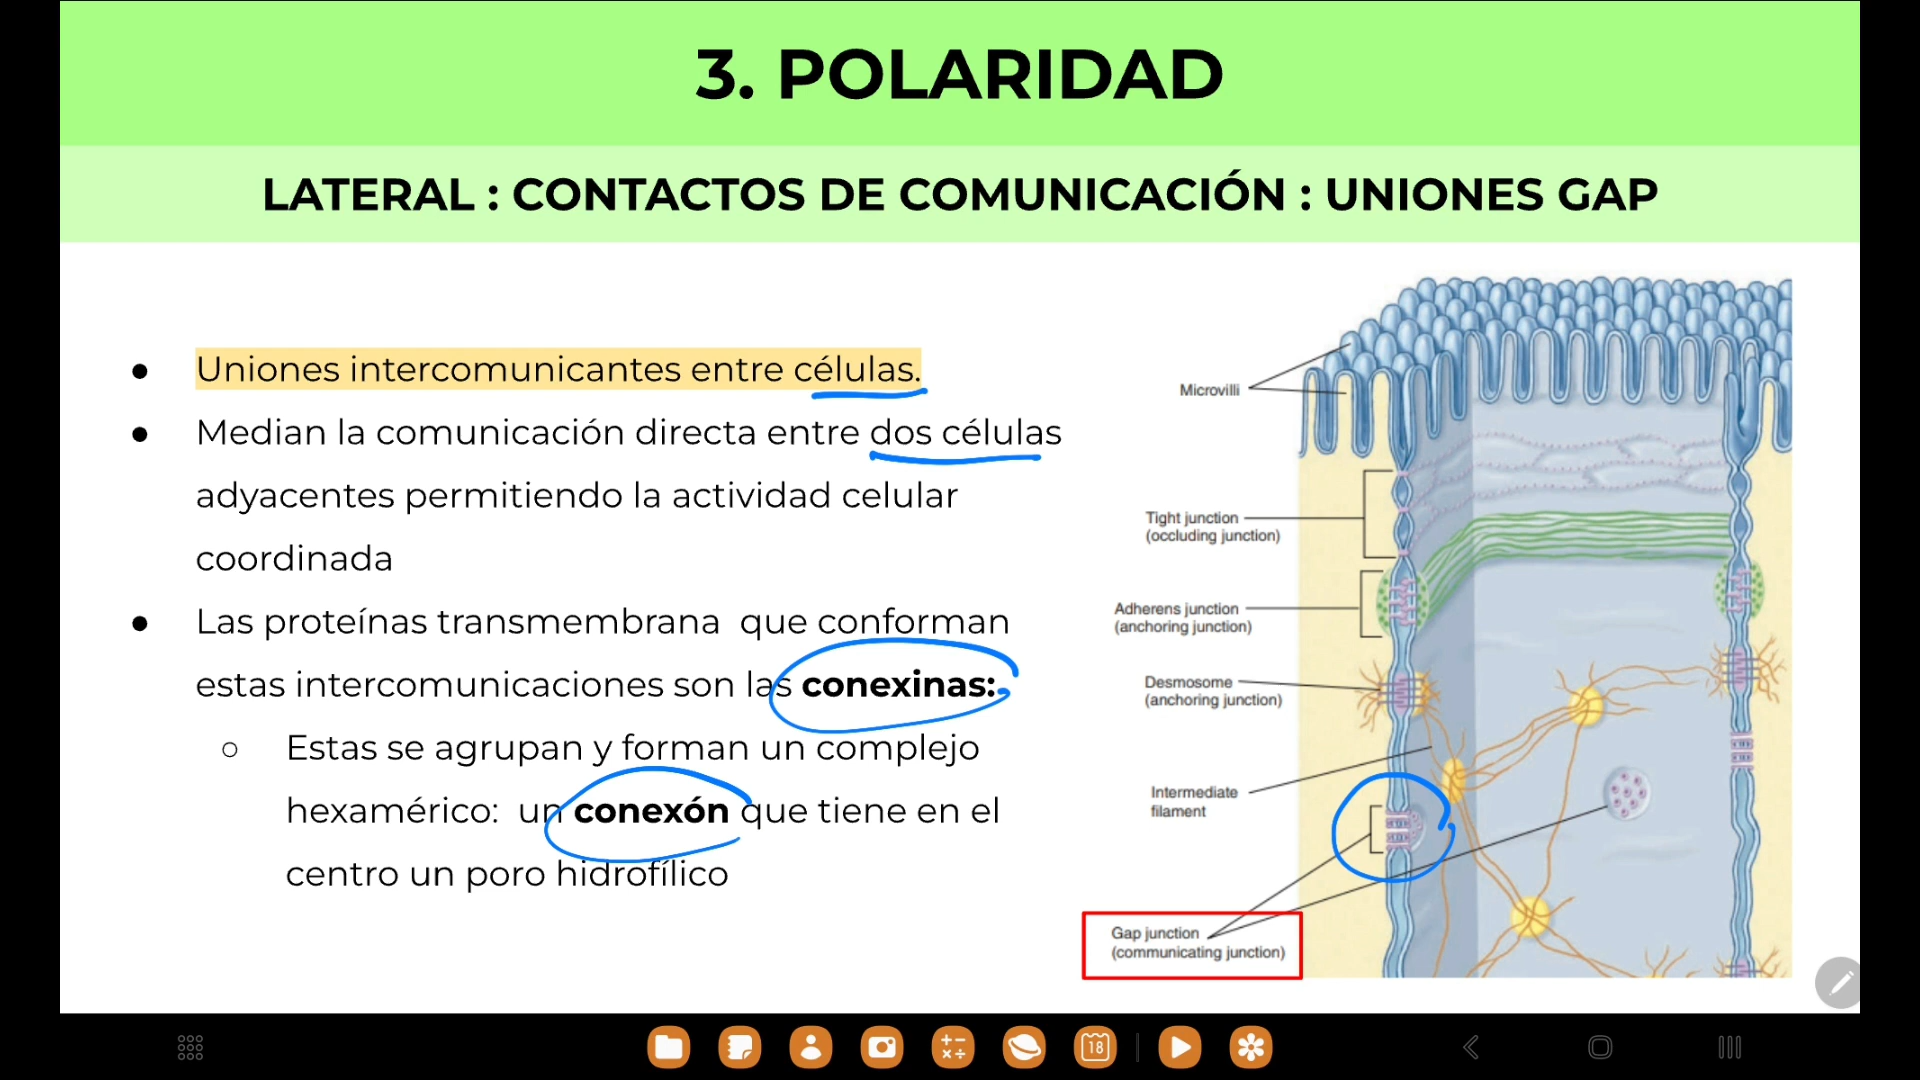 3. POLARIDAD
LATERAL : CONTACTOS DE COMUNICACIÓN : UNIONES GAP
● Uniones intercomunicantes entre células.
● Median la comunicación directa entre dos células
adyacentes permitiendo la actividad celular
coordinada
● Las proteínas transmembrana que conforman
estas intercomunicaciones son las conexinas:
○ Estas se agrupan y forman un complejo
hexamérico: un conexón que tiene en el
centro un poro hidrofílico
Microvilli
Tight junction
(occluding junction)
Adherens junction
(anchoring junction)
Desmosome
(anchoring junction)
Intermediate
filament
Gap junction
(communicating junction)
18